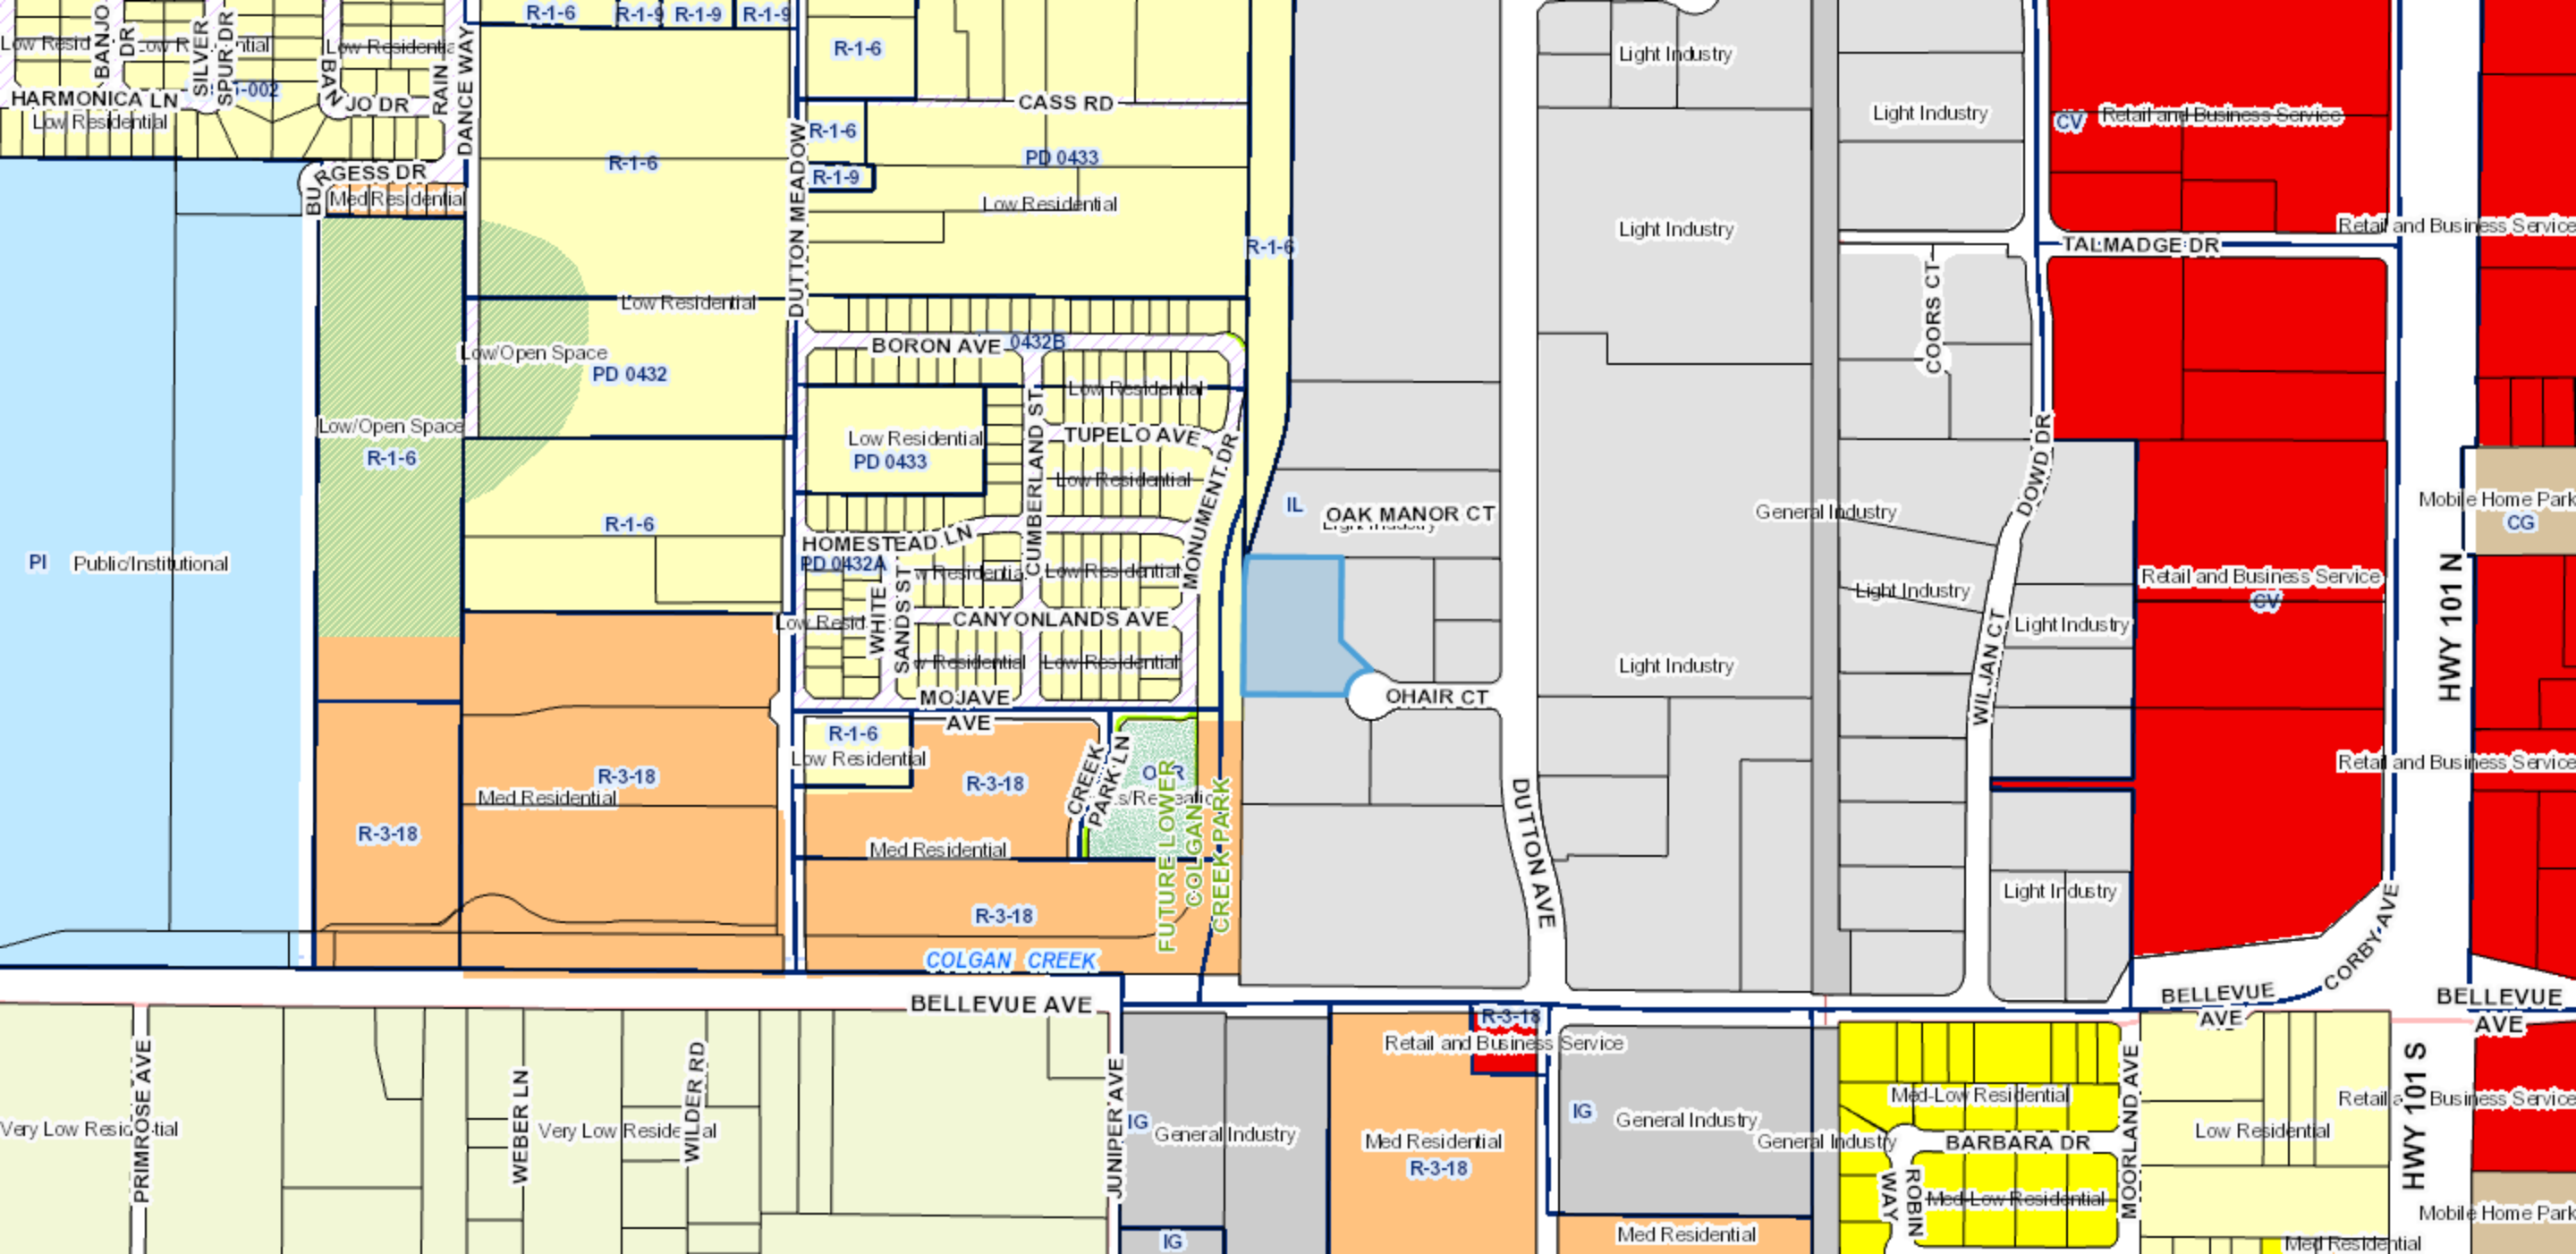 R-1-6
R-1-9
R-1-9
R-1-9
BANJO
DR
SILVER
SPUR DR
RAIN
DANCE WAY
R-1-6
Light Industry
HARMONICA LN
JO DR
CASS RD
Low Residential
Light Industry
CV
Retail and Business Service
R-1-6
PD 0433
R-1-6
R-1-9
GESS DR
Med Residential
DUTTON MEADOW
Low Residential
Light Industry
Retail and Business Service
R-1-6
TALMADGE DR
COORS CT
Low Residential
BORON AVE
0432B
Low/Open Space
PD 0432
Low Residential
Low/Open Space
R-1-6
Low Residential
PD 0433
CUMBERLAND ST
TUPELO AVE
Low Residential
MONUMENT DR
DOWD DR
IL
OAK MANOR CT
General Industry
Mobile Home Park
CG
R-1-6
HOMESTEAD LN
PD 0432A
PI
Public/Institutional
Low Residential
Light Industry
Retail and Business Service
CV
HWY 101 N
WHITE
SANDS ST
CANYONLANDS AVE
Light Industry
WILJAN CT
Low Residential
Light Industry
MOJAVE
AVE
OHAIR CT
R-1-6
Low Residential
R-3-18
Med Residential
R-3-18
CREEK
PARK LN
Retail and Business Service
R-3-18
Med Residential
FUTURE LOWER
COLGAN
CREEK PARK
DUTTON AVE
Light Industry
R-3-18
CORBY AVE
COLGAN CREEK
BELLEVUE AVE
BELLEVUE
AVE
BELLEVUE
AVE
R-3-18
Retail and Business Service
PRIMROSE AVE
WEBER LN
WILDER RD
JUNIPER AVE
HWY 101 S
Med-Low Residential
IG
General Industry
IG
General Industry
General Industry
Med Residential
R-3-18
BARBARA DR
MOORLAND AVE
Low Residential
ROBIN
WAY
Med-Low Residential
Mobile Home Park
Med Residential
Med Residential
IG